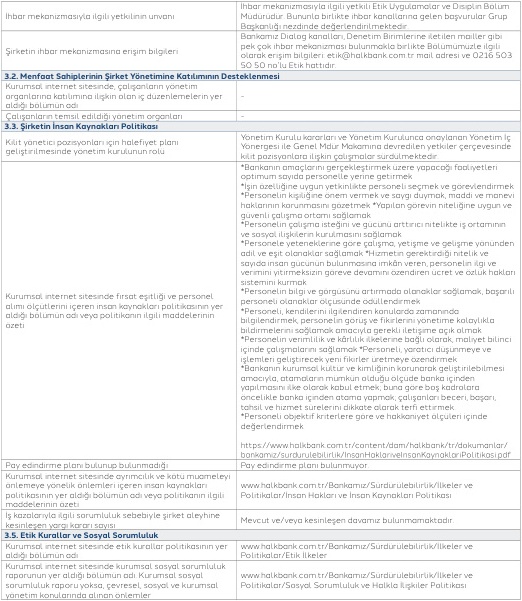 İhbar mekanizmasıyla ilgili yetkilinin unvanı
İhbar mekanizmasıyla ilgili yetkili Etik Uygulamalar ve Disiplin Bölüm
Müdürüdür. Bununla birlikte ihbar kanallarına gelen başvurular Grup
Başkanlığı nezdinde değerlendirilmektedir.
Şirketin ihbar mekanizmasına erişim bilgileri
Bankamız Dialog kanalları, Denetim Birimlerine iletilen mailler gibi
pek çok ihbar mekanizması bulunmakla birlikte Bölümümüzle ilgili
olarak erişim bilgileri: etik@halkbank.com.tr mail adresi ve 0216 503
50 50 no'lu Etik hattıdır.
3.2. Menfaat Sahiplerinin Şirket Yönetimine Katılımının Desteklenmesi
Kurumsal internet sitesinde, çalışanların yönetim
organlarına katılımına ilişkin olan iç düzenlemelerin yer
aldığı bölümün adı
-
Çalışanların temsil edildiği yönetim organları
-
3.3. Şirketin İnsan Kaynakları Politikası
Kilit yönetici pozisyonları için halefiyet planı
geliştirilmesinde yönetim kurulunun rolü
Yönetim Kurulu kararları ve Yönetim Kurulunca onaylanan Yönetim İç
Yönergesi ile Genel Mdür Makamına devredilen yetkiler çerçevesinde
kilit pozisyonlara ilişkin çalışmalar sürdülmektedir.
Kurumsal internet sitesinde fırsat eşitliği ve personel
alımı ölçütlerini içeren insan kaynakları politikasının yer
aldığı bölümün adı veya politikanın ilgili maddelerinin
özeti
*Bankanın amaçlarını gerçekleştirmek üzere yapacağı faaliyetleri
optimum sayıda personelle yerine getirmek
*İşin özelliğine uygun yetkinlikte personeli seçmek ve görevlendirmek
*Personelin kişiliğine önem vermek ve saygı duymak, maddi ve manevi
haklarının korunmasını gözetmek *Yapılan görevin niteliğine uygun ve
güvenli çalışma ortamı sağlamak
*Personelin çalışma isteğini ve gücünü arttırıcı nitelikte iş ortamının
ve sosyal ilişkilerin kurulmasını sağlamak
*Personele yeteneklerine göre çalışma, yetişme ve gelişme yönünden
adil ve eşit olanaklar sağlamak *Hizmetin gerektirdiği nitelik ve
sayıda insan gücünün bulunmasına imkân veren, personelin ilgi ve
verimini yitirmeksizin göreve devamını özendiren ücret ve özlük hakları
sistemini kurmak
*Personelin bilgi ve görgüsünü artırmada olanaklar sağlamak, başarılı
personeli olanaklar ölçüsünde ödüllendirmek
*Personeli, kendilerini ilgilendiren konularda zamanında
bilgilendirmek, personelin görüş ve fikirlerini yönetime kolaylıkla
bildirmelerini sağlamak amacıyla gerekli iletişime açık olmak
*Personelin verimlilik ve kârlılık ilkelerine bağlı olarak, maliyet bilinci
içinde çalışmalarını sağlamak *Personeli, yaratıcı düşünmeye ve
işlemleri geliştirecek yeni fikirler üretmeye özendirmek
*Bankanın kurumsal kültür ve kimliğinin korunarak geliştirilebilmesi
amacıyla, atamaların mümkün olduğu ölçüde banka içinden
yapılmasını ilke olarak kabul etmek, buna göre boş kadrolara
öncelikle banka içinden atama yapmak; çalışanları beceri, başarı,
tahsil ve hizmet sürelerini dikkate alarak terfi ettirmek
*Personeli objektif kriterlere göre ve hakkaniyet ölçüleri içinde
değerlendirmek
https://www.halkbank.com.tr/content/dam/halkbank/tr/dokumanlar/
bankamiz/surdurulebilirlik/InsanHaklarıveInsanKaynaklariPolitikasi.pdf
Pay edindirme planı bulunup bulunmadığı
Pay edindirme planı bulunmuyor.
Kurumsal internet sitesinde ayrımcılık ve kötü muameleyi
önlemeye yönelik önlemleri içeren insan kaynakları
politikasının yer aldığı bölümün adı veya politikanın ilgili
maddelerinin özeti
www.halkbank.com.tr/Bankamız/Sürdürülebilirlik/İlkeler ve
Politikalar/İnsan Hakları ve İnsan Kaynakları Politikası
İş kazalarıyla ilgili sorumluluk sebebiyle şirket aleyhine
kesinleşen yargı kararı sayısı
Mevcut ve/veya kesinleşen davamız bulunmamaktadır.
3.5. Etik Kurallar ve Sosyal Sorumluluk
Kurumsal internet sitesinde etik kurallar politikasının yer
aldığı bölümün adı
www.halkbank.com.tr/Bankamız/Sürdürülebilirlik/İlkeler ve
Politikalar/Etik İlkeler
Kurumsal internet sitesinde kurumsal sosyal sorumluluk
raporunun yer aldığı bölümün adı. Kurumsal sosyal
sorumluluk raporu yoksa, çevresel, sosyal ve kurumsal
yönetim konularında alınan önlemler
www.halkbank.com.tr/Bankamız/Sürdürülebilirlik/İlkeler ve
Politikalar/Sosyal Sorumluluk ve Halkla İlişkiler Politikası